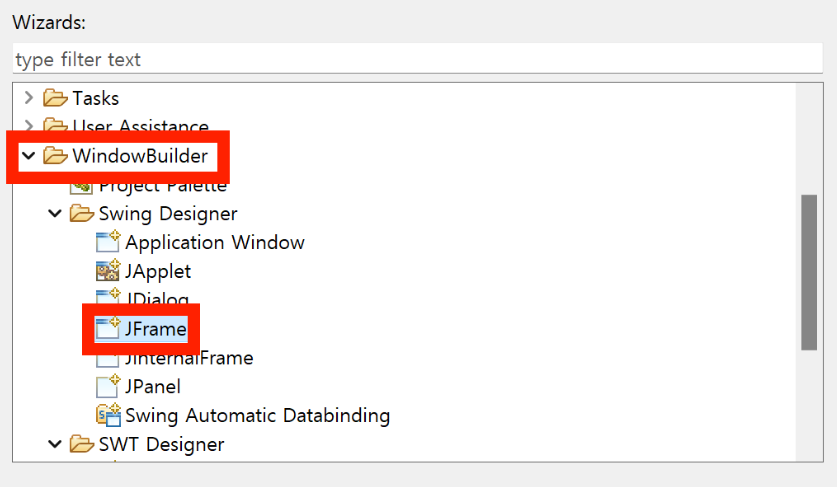 Wizards:
type filter text
Tasks
User Assistance
WindowBuilder
Project Palette
Swing Designer
Application Window
JApplet
JDialog
JFrame
JInternalFrame
JPanel
Swing Automatic Databinding
SWT Designer